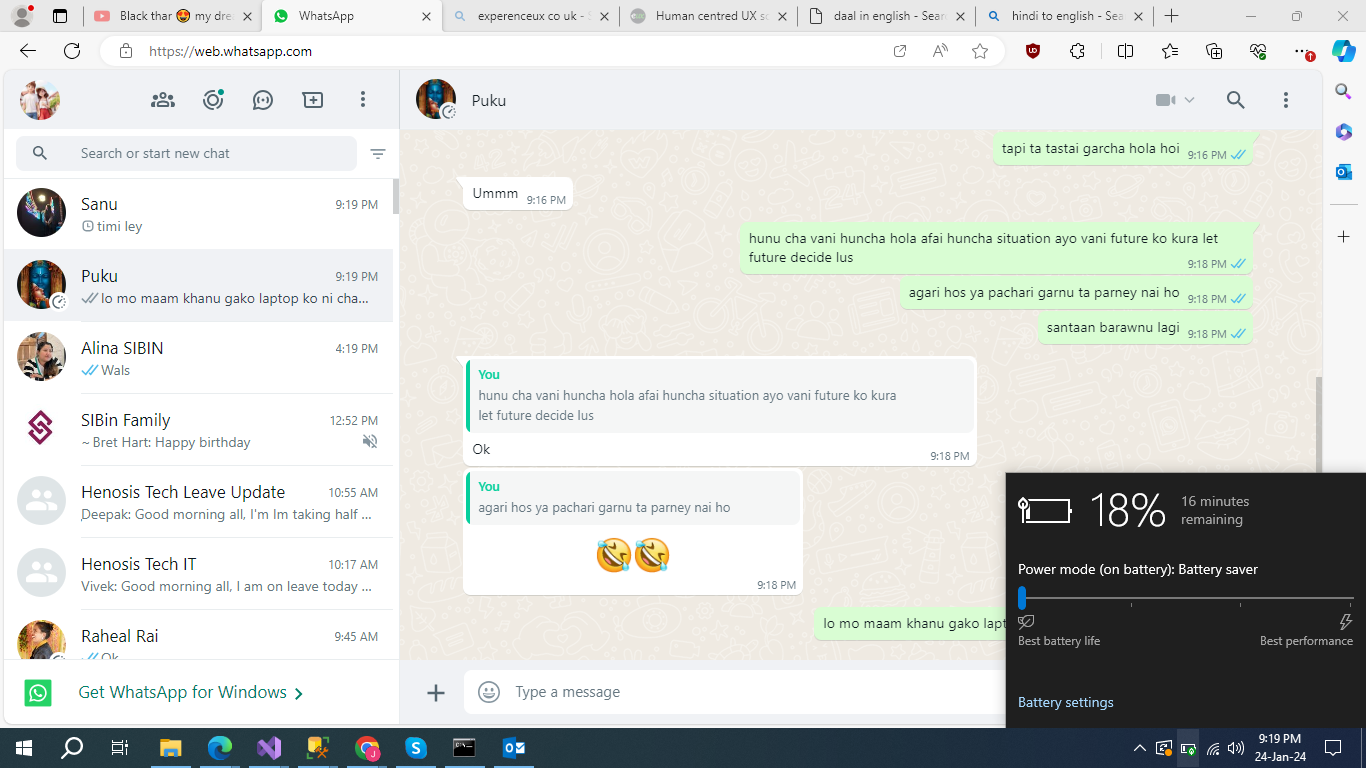 Black thar 😍 my dre
WhatsApp
experenceux co uk - S
Human centred UX so
daal in english - Sear
hindi to english - Sea
https://web.whatsapp.com
Puku
Search or start new chat
Sanu
9:19 PM
timi ley
Puku
9:19 PM
lo mo maam khanu gako laptop ko ni cha...
Alina SIBIN
4:19 PM
Wals
SIBin Family
12:52 PM
~ Bret Hart: Happy birthday
Henosis Tech Leave Update
10:55 AM
Deepak: Good morning all, I'm Im taking half ...
Henosis Tech IT
10:17 AM
Vivek: Good morning all, I am on leave today ...
Raheal Rai
9:45 AM
Ok
Get WhatsApp for Windows
tapi ta tastai garcha hola hoi
9:16 PM
Ummm
9:16 PM
hunu cha vani huncha hola afai huncha situation ayo vani future ko kura let
future decide lus
9:18 PM
agari hos ya pachari garnu ta parney nai ho
9:18 PM
santaan barawnu lagi
9:18 PM
You
hunu cha vani huncha hola afai huncha situation ayo vani future ko kura
let future decide lus
Ok
9:18 PM
You
agari hos ya pachari garnu ta parney nai ho
🤣🤣
9:18 PM
lo mo maam khanu gako lapt
Type a message
18%
16 minutes
remaining
Power mode (on battery): Battery saver
Best battery life
Best performance
Battery settings
9:19 PM
24-Jan-24